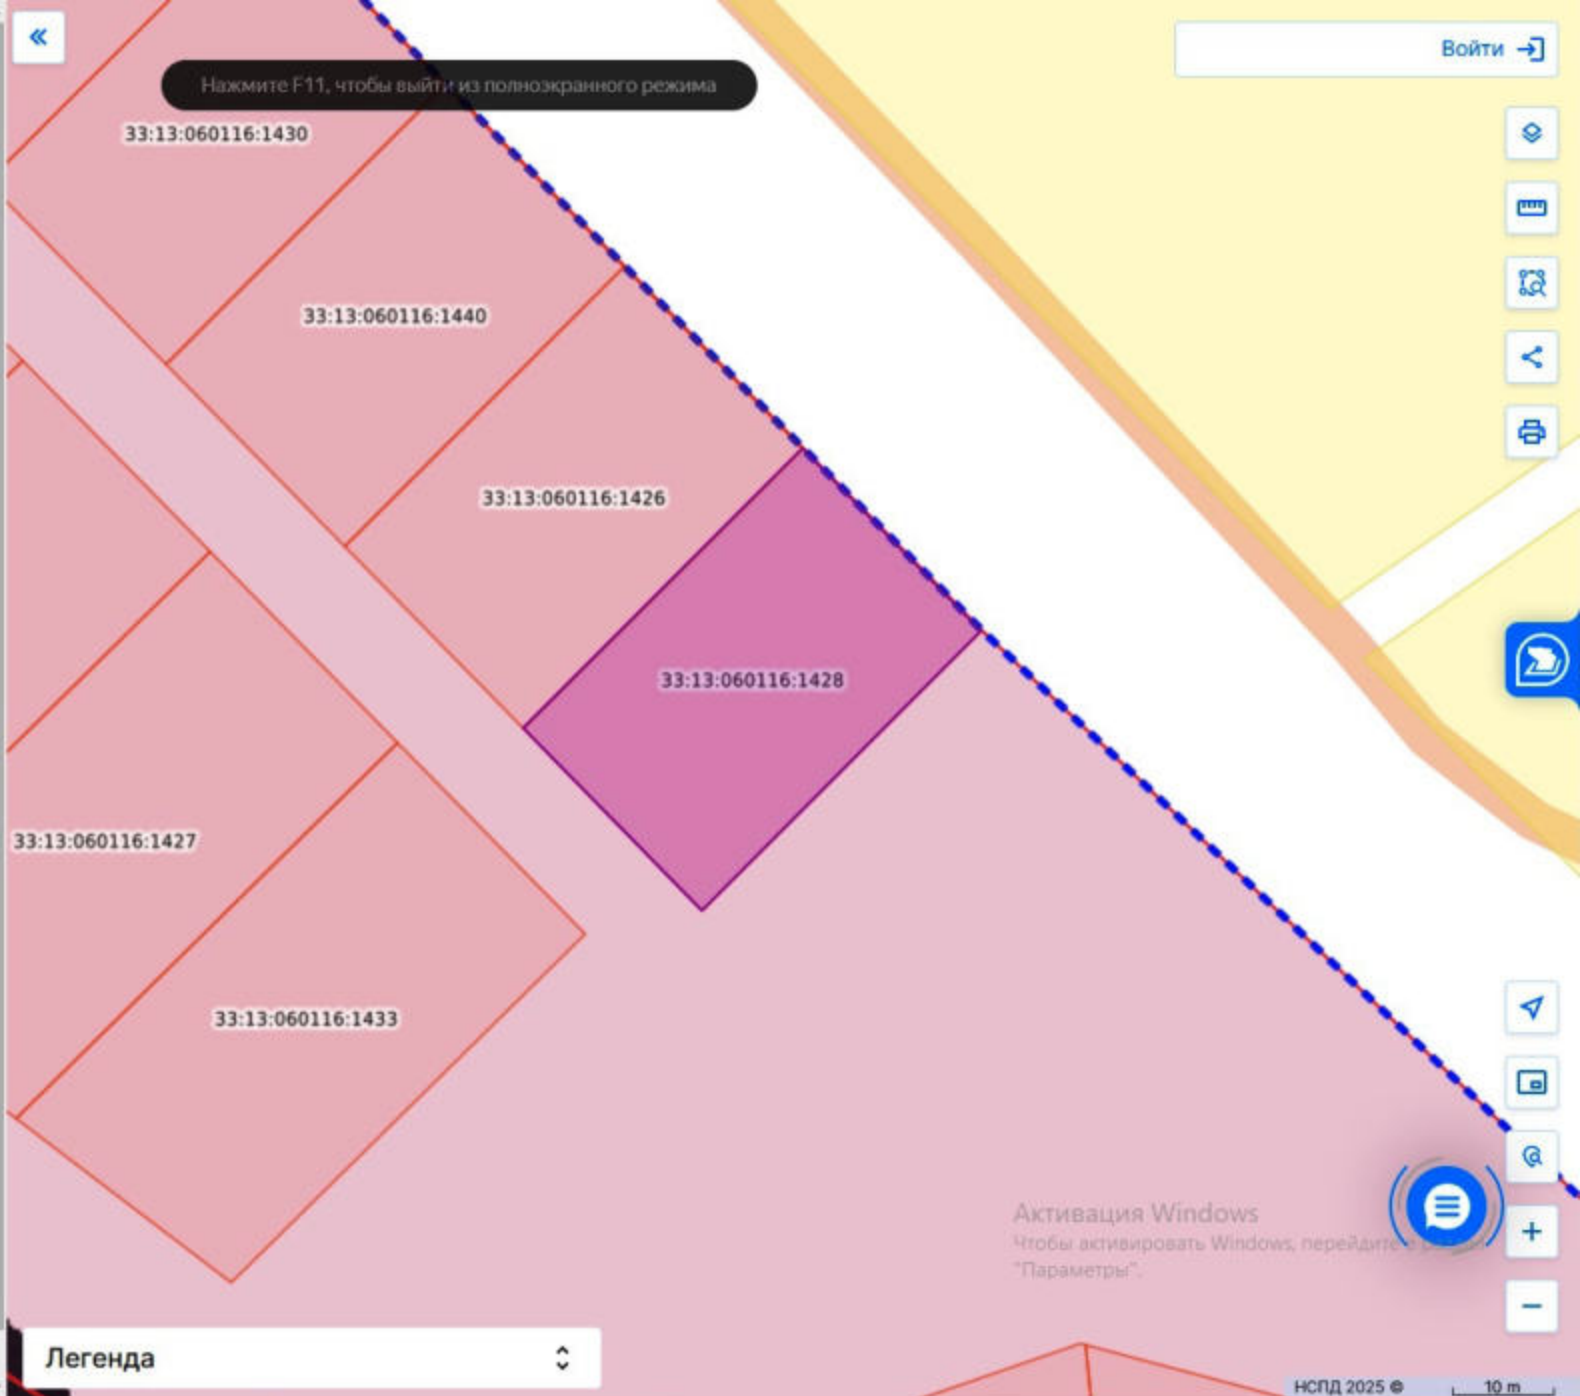 Войти
Нажмите F11, чтобы выйти из полноэкранного режима
33:13:060116:1430
33:13:060116:1440
33:13:060116:1426
33:13:060116:1428
33:13:060116:1427
33:13:060116:1433
Активация Windows
Чтобы активировать Windows, перейдите в
"Параметры".
Легенда
НСПД 2025 ©
10 m